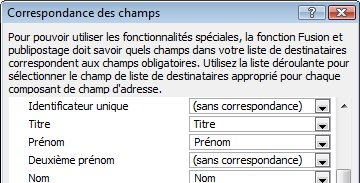 Correspondance des champs
Pour pouvoir utiliser les fonctionnalités spéciales, la fonction Fusion et
publipostage doit savoir quels champs dans votre liste de destinataires
correspondent aux champs obligatoires. Utilisez la liste déroulante pour
sélectionner le champ de liste de destinataires approprié pour chaque
composant de champ d'adresse.
Identificateur unique (sans correspondance)
Titre Titre
Prénom Prénom
Deuxième prénom (sans correspondance)
Nom Nom